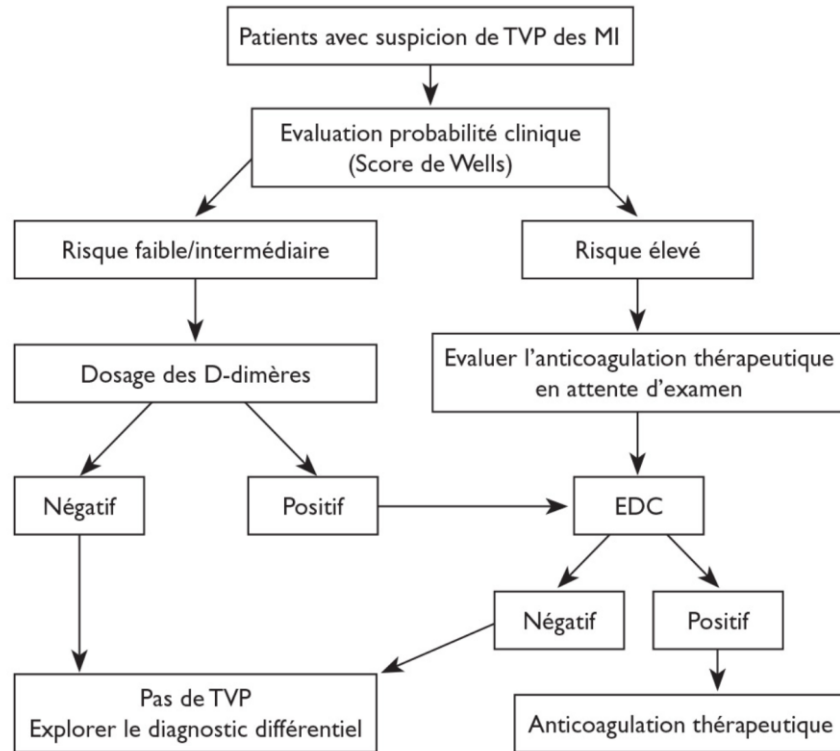 Patients avec suspicion de TVP des MI
Evaluation probabilité clinique
(Score de Wells)
Risque faible/intermédiaire
Risque élevé
Dosage des D-dimères
Evaluer l’anticoagulation thérapeutique
en attente d’examen
Négatif
Positif
EDC
Négatif
Positif
Pas de TVP
Explorer le diagnostic différentiel
Anticoagulation thérapeutique